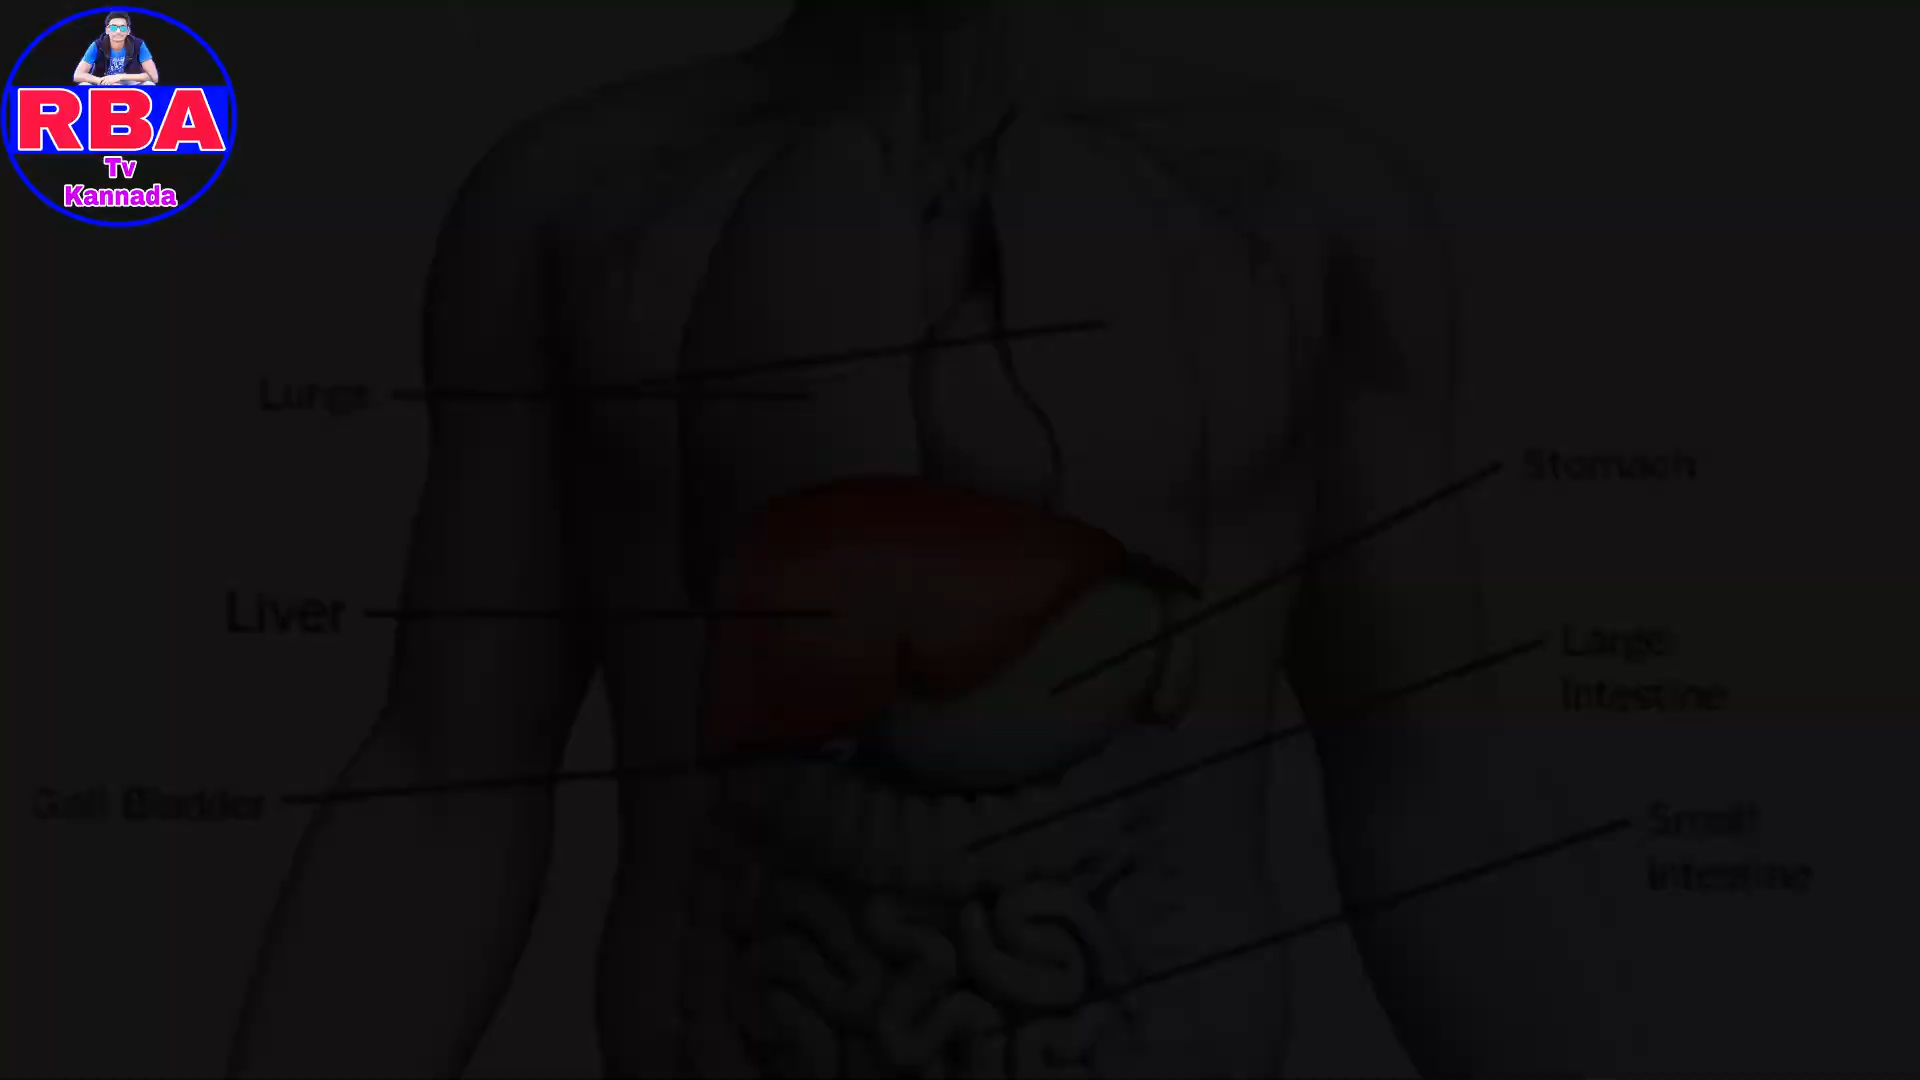 RBA
Tv
Kannada
Lungs
Stomach
Liver
Large
Intestine
Gall Bladder
Small
Intestine